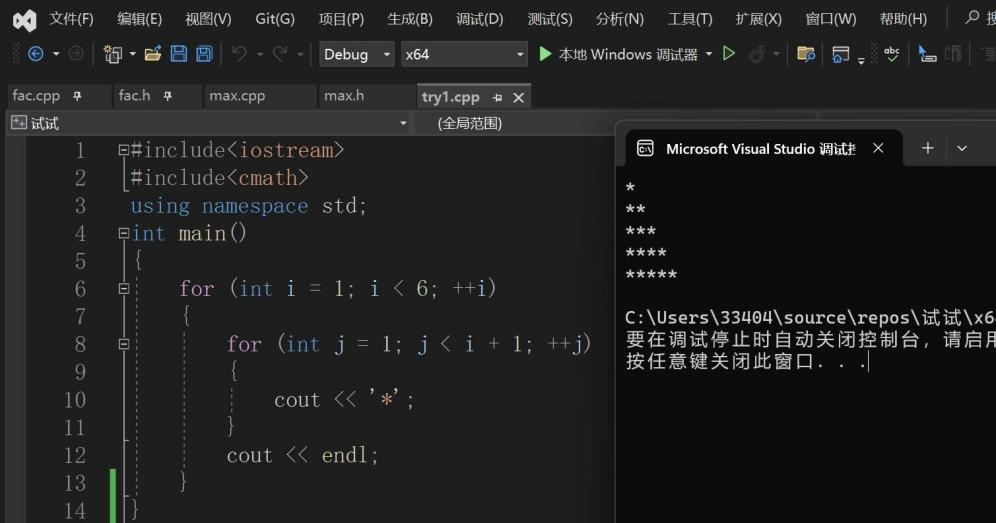 文件(F) 编辑(E) 视图(V) Git(G) 项目(P) 生成(B) 调试(D) 测试(S) 分析(N) 工具(T) 扩展(X) 窗口(W) 帮助(H)
Debug x64 本地 Windows 调试器
fac.cpp fac.h max.cpp max.h try1.cpp
试试 (全局范围)
1 #include<iostream>
2 #include<cmath>
3 using namespace std;
4 int main()
5 {
6 for (int i = 1; i < 6; ++i)
7 {
8 for (int j = 1; j < i + 1; ++j)
9 {
10 cout << '*';
11 }
12 cout << endl;
13 }
14 }
Microsoft Visual Studio 调试
*
**
***
****
*****
C:\Users\33404\source\repos\试试\x6
要在调试停止时自动关闭控制台，请启用
按任意键关闭此窗口. . .